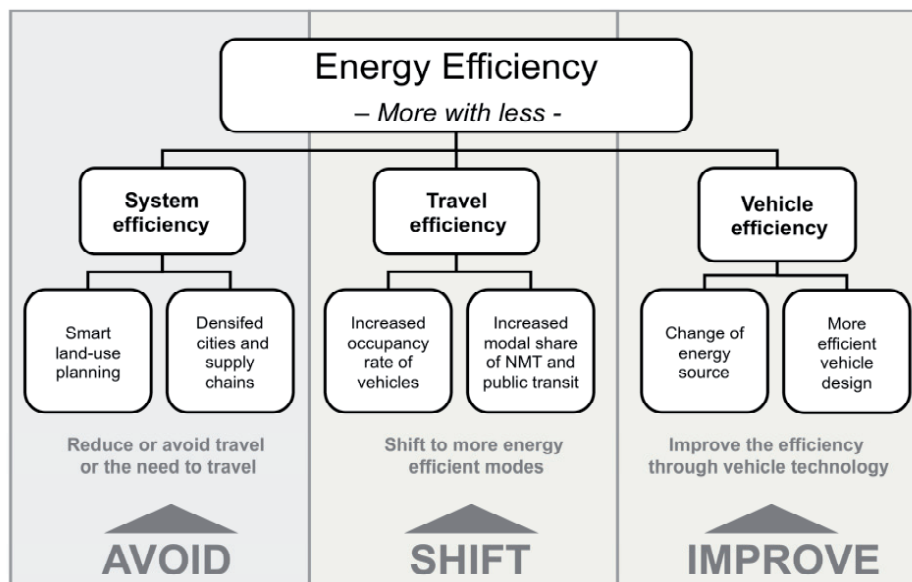 Energy Efficiency
– More with less -
System
efficiency
Travel
efficiency
Vehicle
efficiency
Smart
land-use
planning
Densifed
cities and
supply
chains
Increased
occupancy
rate of
vehicles
Increased
modal share
of NMT and
public transit
Change of
energy
source
More
efficient
vehicle
design
Reduce or avoid travel
or the need to travel
Shift to more energy
efficient modes
Improve the efficiency
through vehicle technology
AVOID
SHIFT
IMPROVE